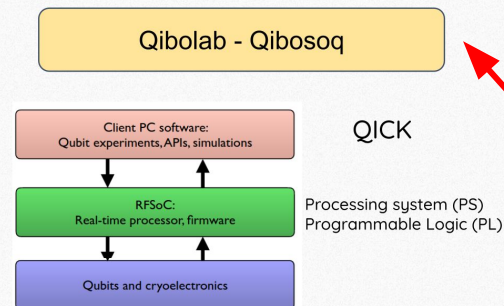 Qibolab - Qibosoq
Client PC software:
Qubit experiments, APIs, simulations
QICK
RFSoC:
Real-time processor, firmware
Processing system (PS)
Programmable Logic (PL)
Qubits and cryoelectronics